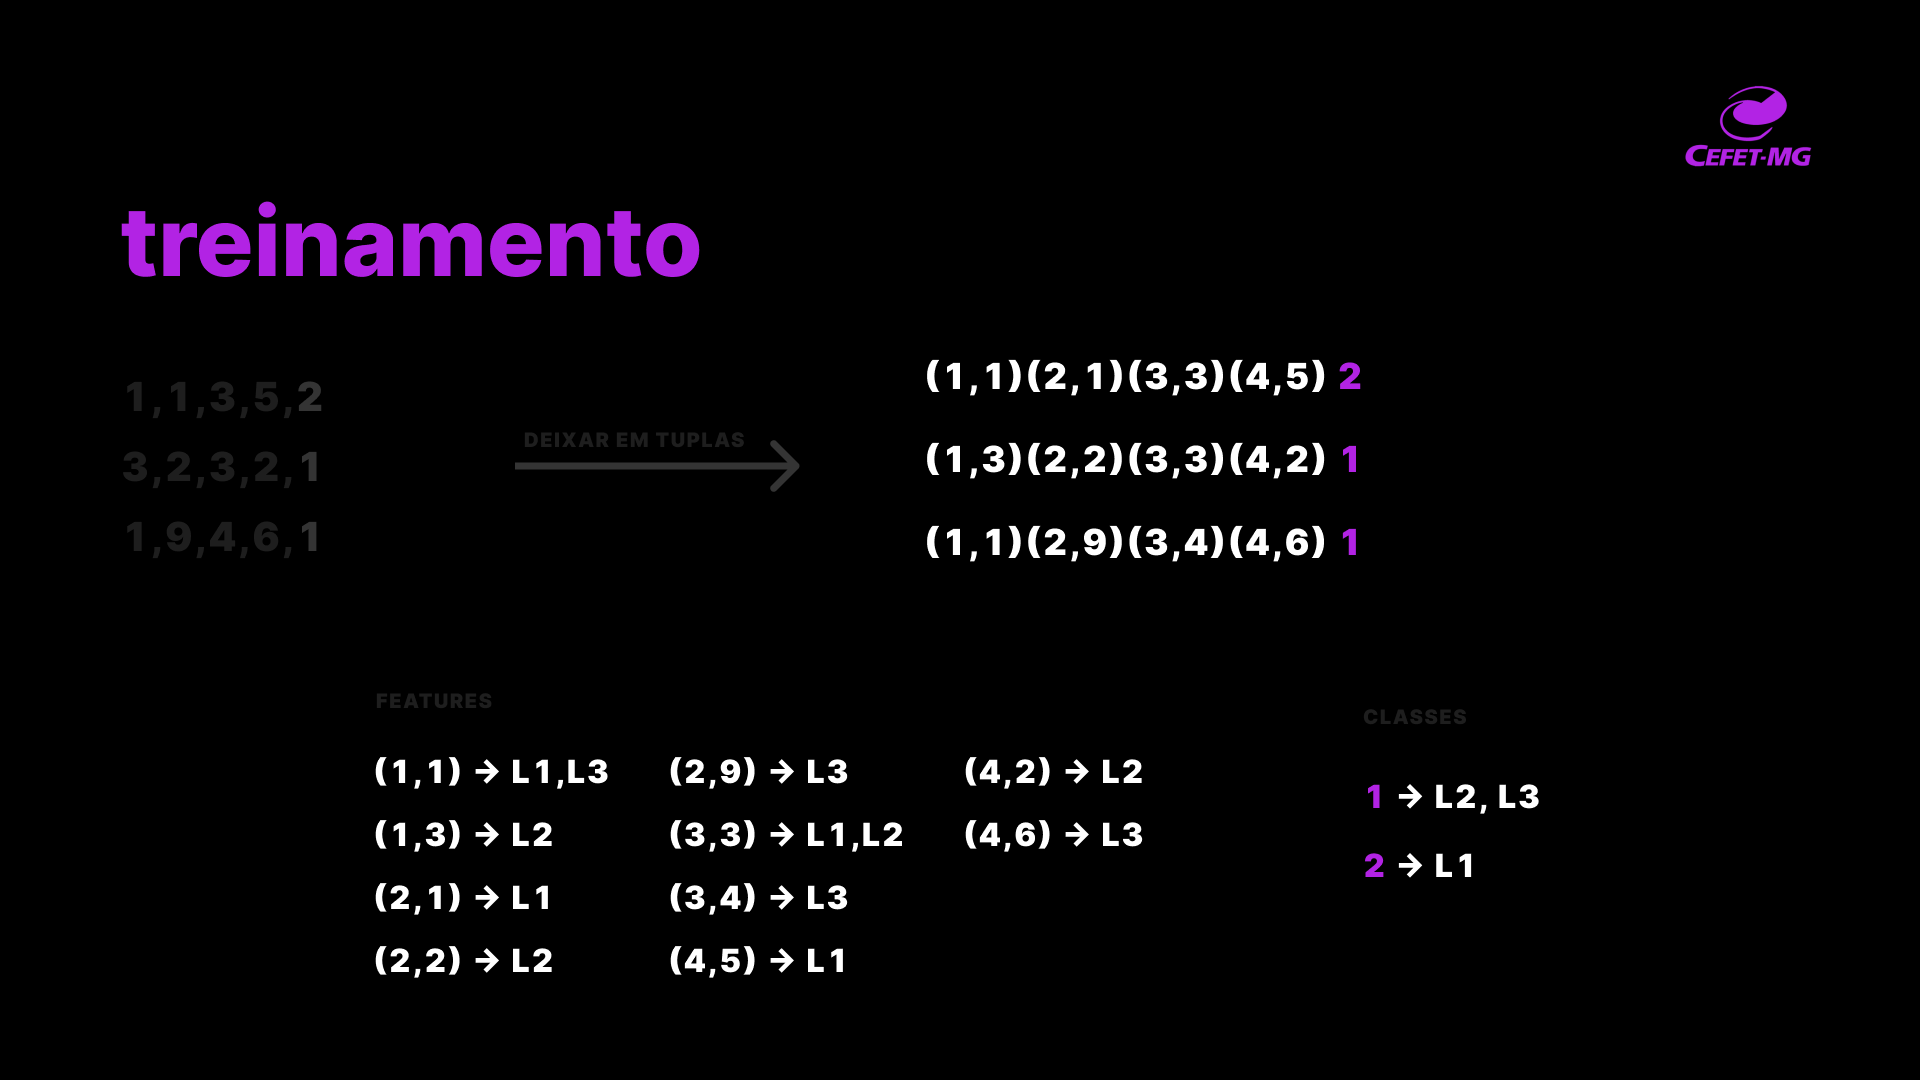 CEFET-MG
treinamento
1,1,3,5,2
3,2,3,2,1
1,9,4,6,1
DEIXAR EM TUPLAS
(1,1)(2,1)(3,3)(4,5) 2
(1,3)(2,2)(3,3)(4,2) 1
(1,1)(2,9)(3,4)(4,6) 1
FEATURES
(1,1) → L1,L3
(1,3) → L2
(2,1) → L1
(2,2) → L2
(2,9) → L3
(3,3) → L1,L2
(3,4) → L3
(4,5) → L1
(4,2) → L2
(4,6) → L3
CLASSES
1 → L2, L3
2 → L1